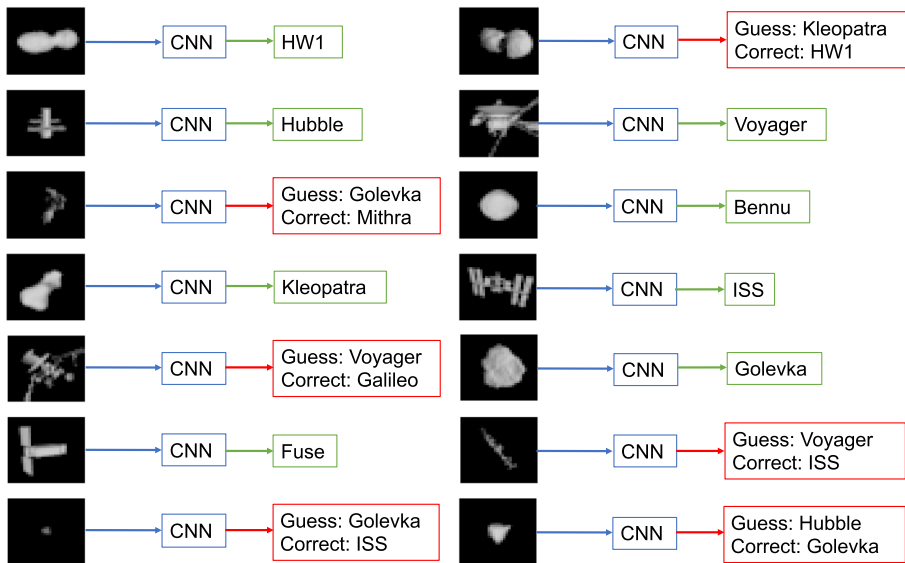 CNN
HW1
CNN
Guess: Kleopatra
Correct: HW1
CNN
Hubble
CNN
Voyager
CNN
Guess: Golevka
Correct: Mithra
CNN
Bennu
CNN
Kleopatra
CNN
ISS
CNN
Guess: Voyager
Correct: Galileo
CNN
Golevka
CNN
Fuse
CNN
Guess: Voyager
Correct: ISS
CNN
Guess: Golevka
Correct: ISS
CNN
Guess: Hubble
Correct: Golevka